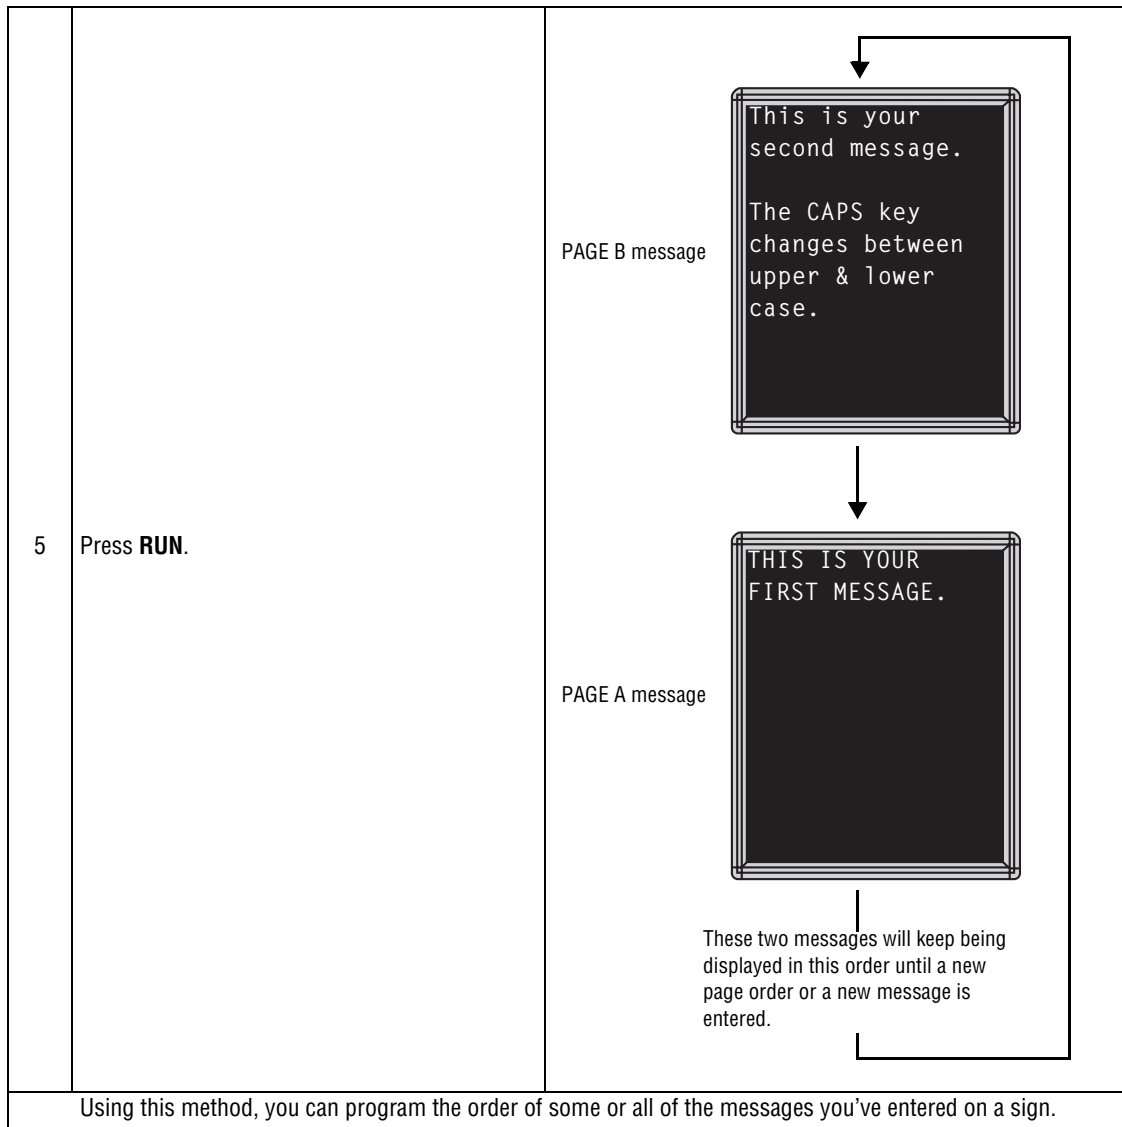 This is your
second message.
The CAPS key
changes between
upper & lower
case.
PAGE B message
5
Press RUN.
THIS IS YOUR
FIRST MESSAGE.
PAGE A message
These two messages will keep being
displayed in this order until a new
page order or a new message is
entered.
Using this method, you can program the order of some or all of the messages you've entered on a sign.